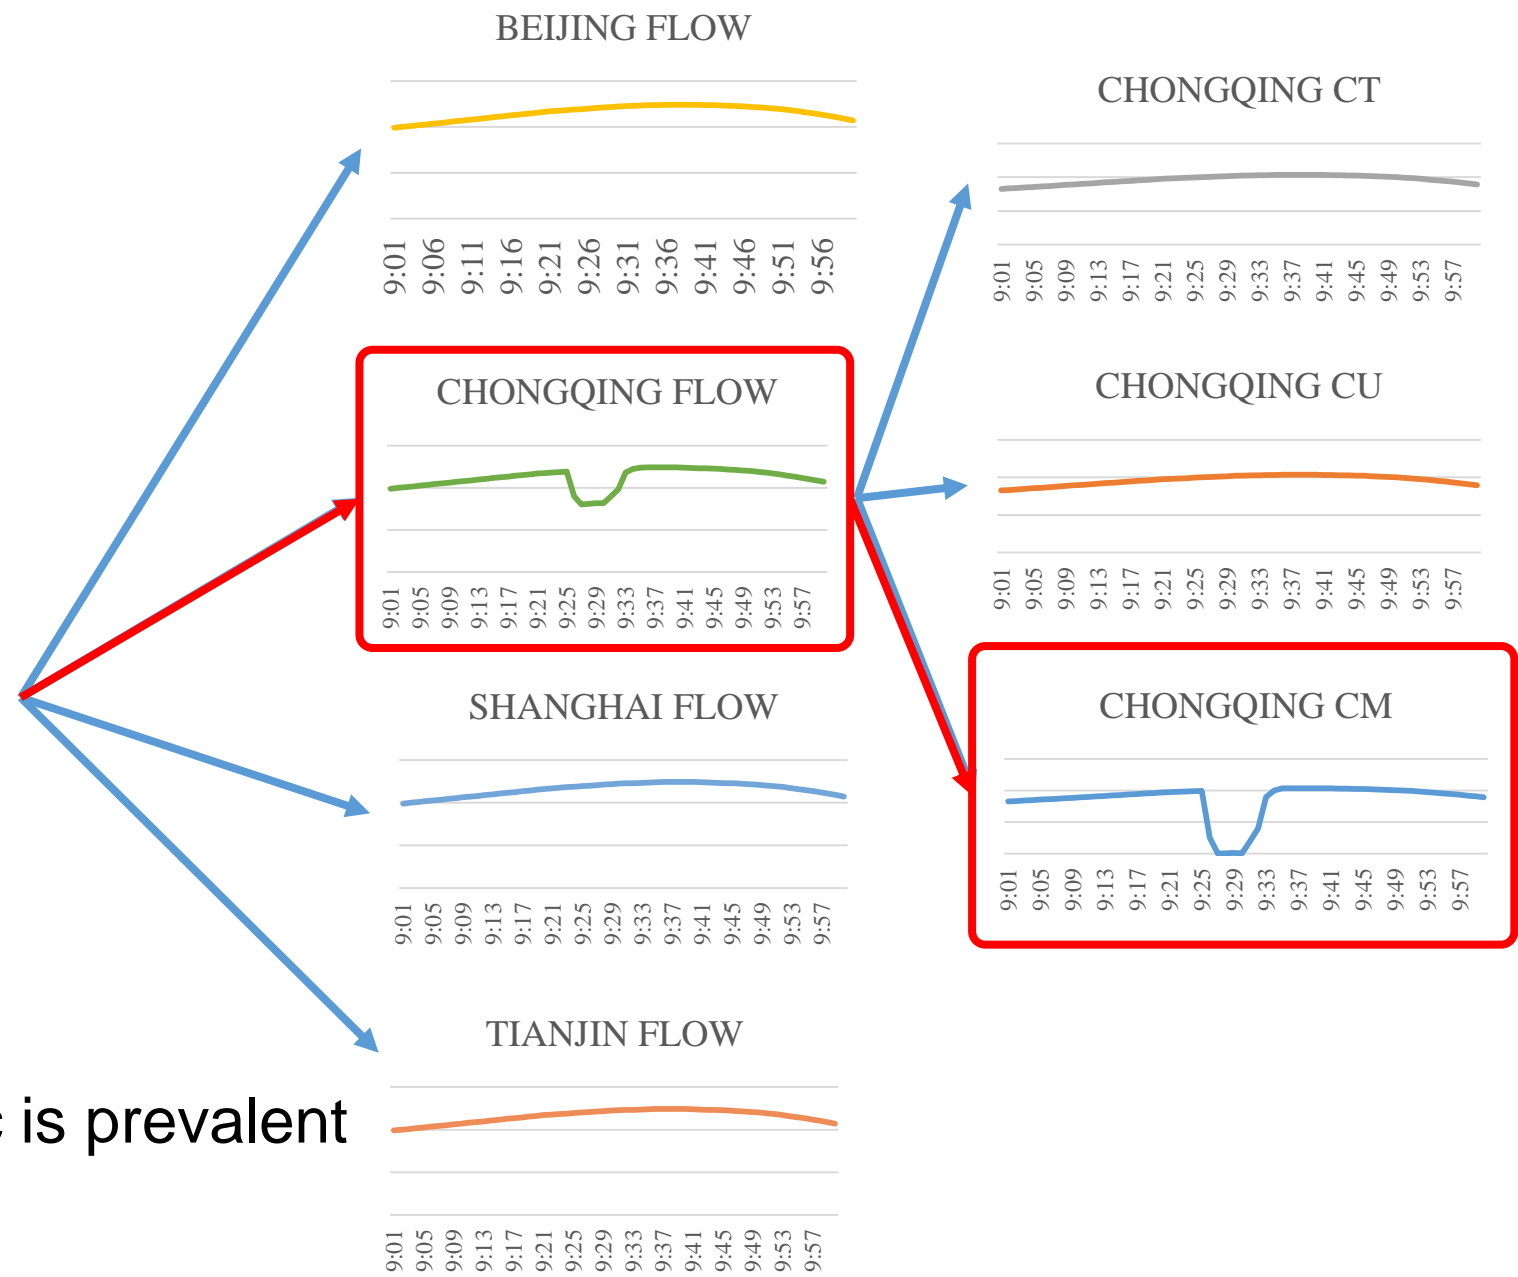 BEIJING FLOW
9:01 9:06 9:11 9:16 9:21 9:26 9:31 9:36 9:41 9:46 9:51 9:56
CHONGQING FLOW
9:01 9:05 9:09 9:13 9:17 9:21 9:25 9:29 9:33 9:37 9:41 9:45 9:49 9:53 9:57
SHANGHAI FLOW
9:01 9:05 9:09 9:13 9:17 9:21 9:25 9:29 9:33 9:37 9:41 9:45 9:49 9:53 9:57
TIANJIN FLOW
9:01 9:05 9:09 9:13 9:17 9:21 9:25 9:29 9:33 9:37 9:41 9:45 9:49 9:53 9:57
is prevalent
CHONGQING CT
9:01 9:05 9:09 9:13 9:17 9:21 9:25 9:29 9:33 9:37 9:41 9:45 9:49 9:53 9:57
CHONGQING CU
9:01 9:05 9:09 9:13 9:17 9:21 9:25 9:29 9:33 9:37 9:41 9:45 9:49 9:53 9:57
CHONGQING CM
9:01 9:05 9:09 9:13 9:17 9:21 9:25 9:29 9:33 9:37 9:41 9:45 9:49 9:53 9:57